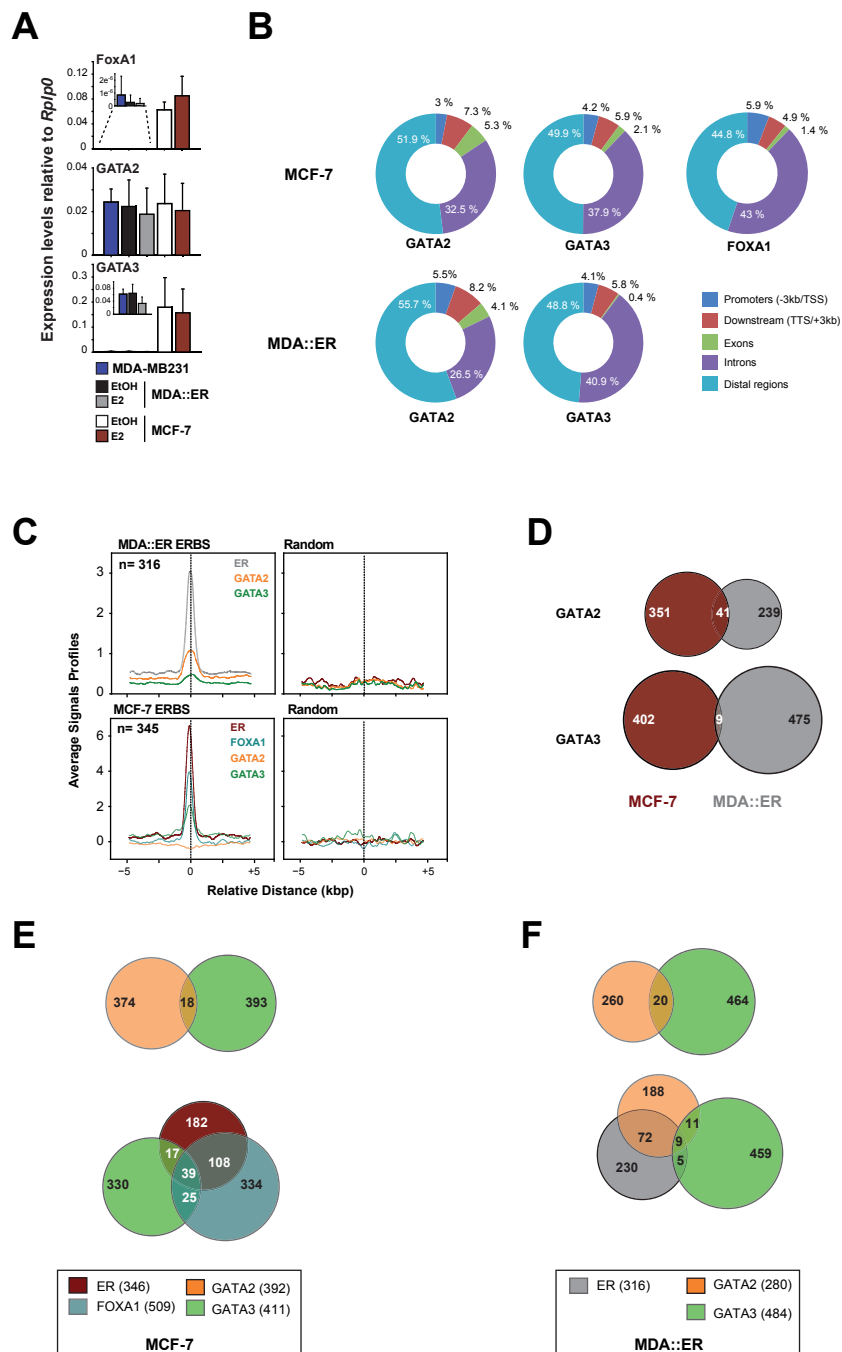 A
Expression levels relative to Rplp0
FoxA1
0.12
0.08
0.04
0
2e⁻⁶
1e⁻⁶
0
GATA2
0.04
0.02
0
GATA3
0.3
0.2
0.1
0
0.08
0
MDA-MB231
EtOH
E2
MDA::ER
EtOH
E2
MCF-7
B
MCF-7
3 %
7.3 %
5.3 %
51.9 %
32.5 %
GATA2
4.2 %
5.9 %
2.1 %
49.9 %
37.9 %
GATA3
5.9 %
4.9 %
1.4 %
44.8 %
43 %
FOXA1
MDA::ER
5.5%
8.2 %
4.1 %
55.7 %
26.5 %
GATA2
4.1%
5.8 %
0.4 %
48.8 %
40.9 %
GATA3
Promoters (-3kb/TSS)
Downstream (TTS/+3kb)
Exons
Introns
Distal regions
C
Average Signals Profiles
MDA::ER ERBS
n= 316
ER
GATA2
GATA3
3
2
1
0
Random
MCF-7 ERBS
n= 345
ER
FOXA1
GATA2
GATA3
6
4
2
0
Random
−5 0 +5
−5 0 +5
Relative Distance (kbp)
D
GATA2
351 41 239
GATA3
402 9 475
MCF-7 MDA::ER
E
374 18 393
182
17 108
39
330 334
25
ER (346)
FOXA1 (509)
GATA2 (392)
GATA3 (411)
MCF-7
F
260 20 464
188
11
72 9
230 5 459
ER (316)
GATA2 (280)
GATA3 (484)
MDA::ER